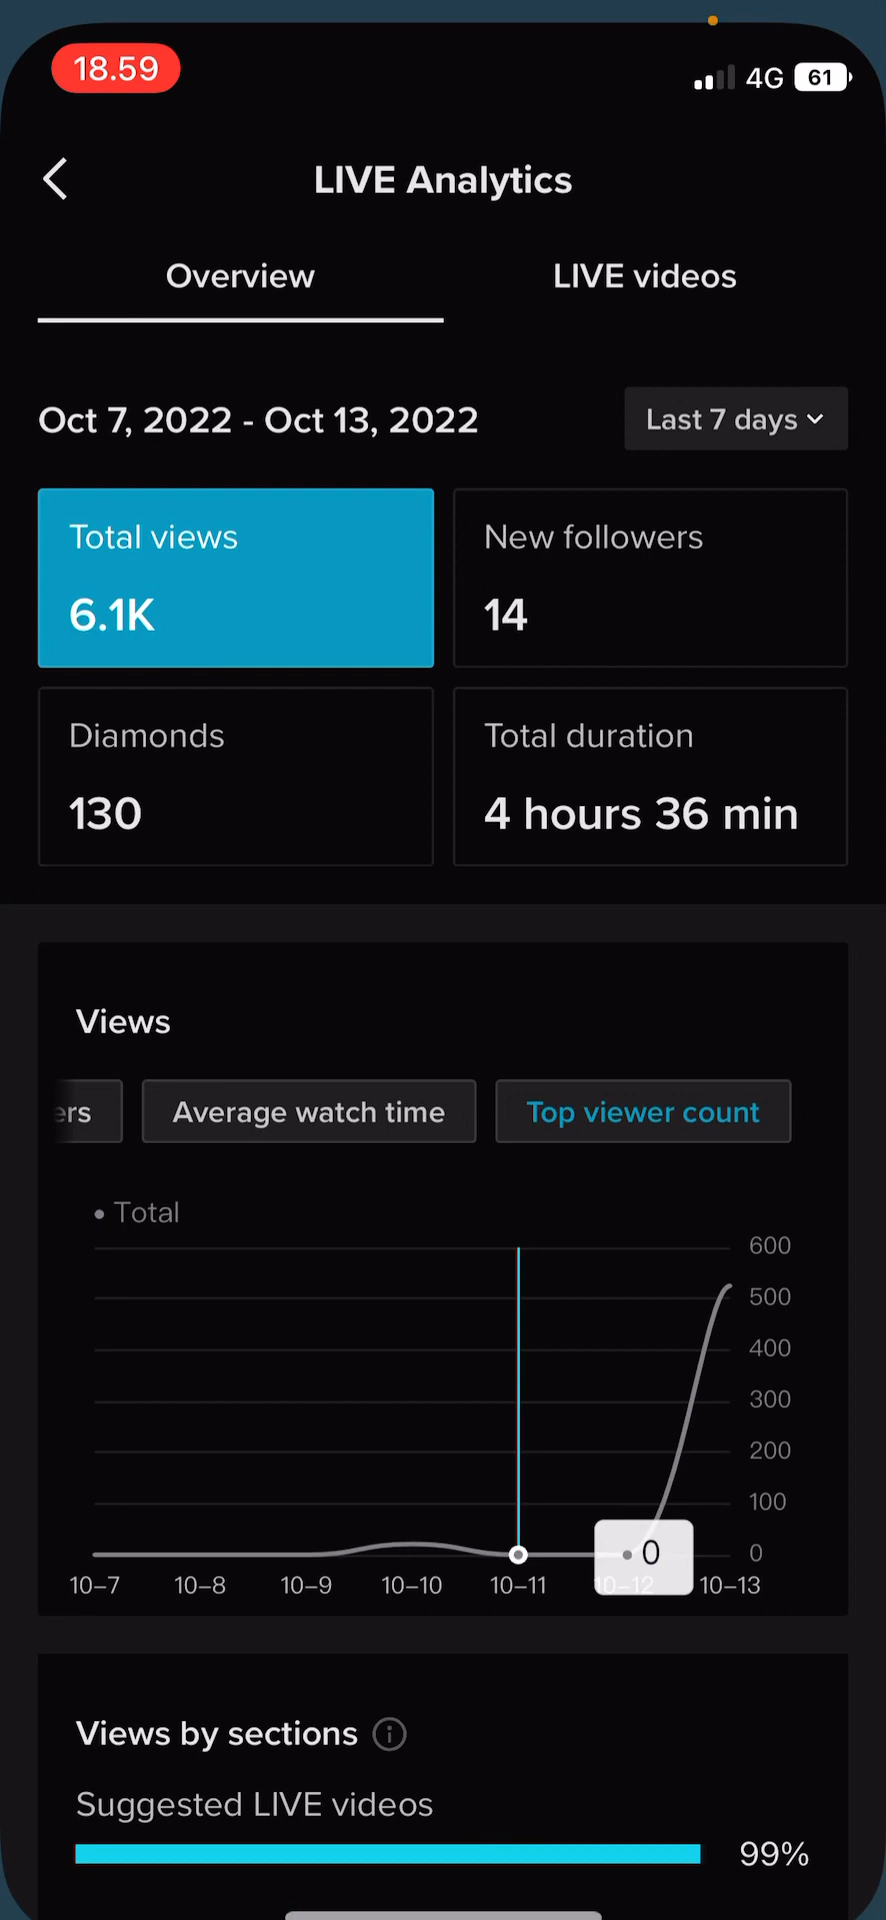 18.59
4G 61
LIVE Analytics
Overview LIVE videos
Oct 7, 2022 - Oct 13, 2022 Last 7 days
Total views New followers
6.1K 14
Diamonds Total duration
130 4 hours 36 min
Views
ers Average watch time Top viewer count
• Total
600
500
400
300
200
100
0
0
10-7 10-8 10-9 10-10 10-11 10-12 10-13
Views by sections
Suggested LIVE videos
99%